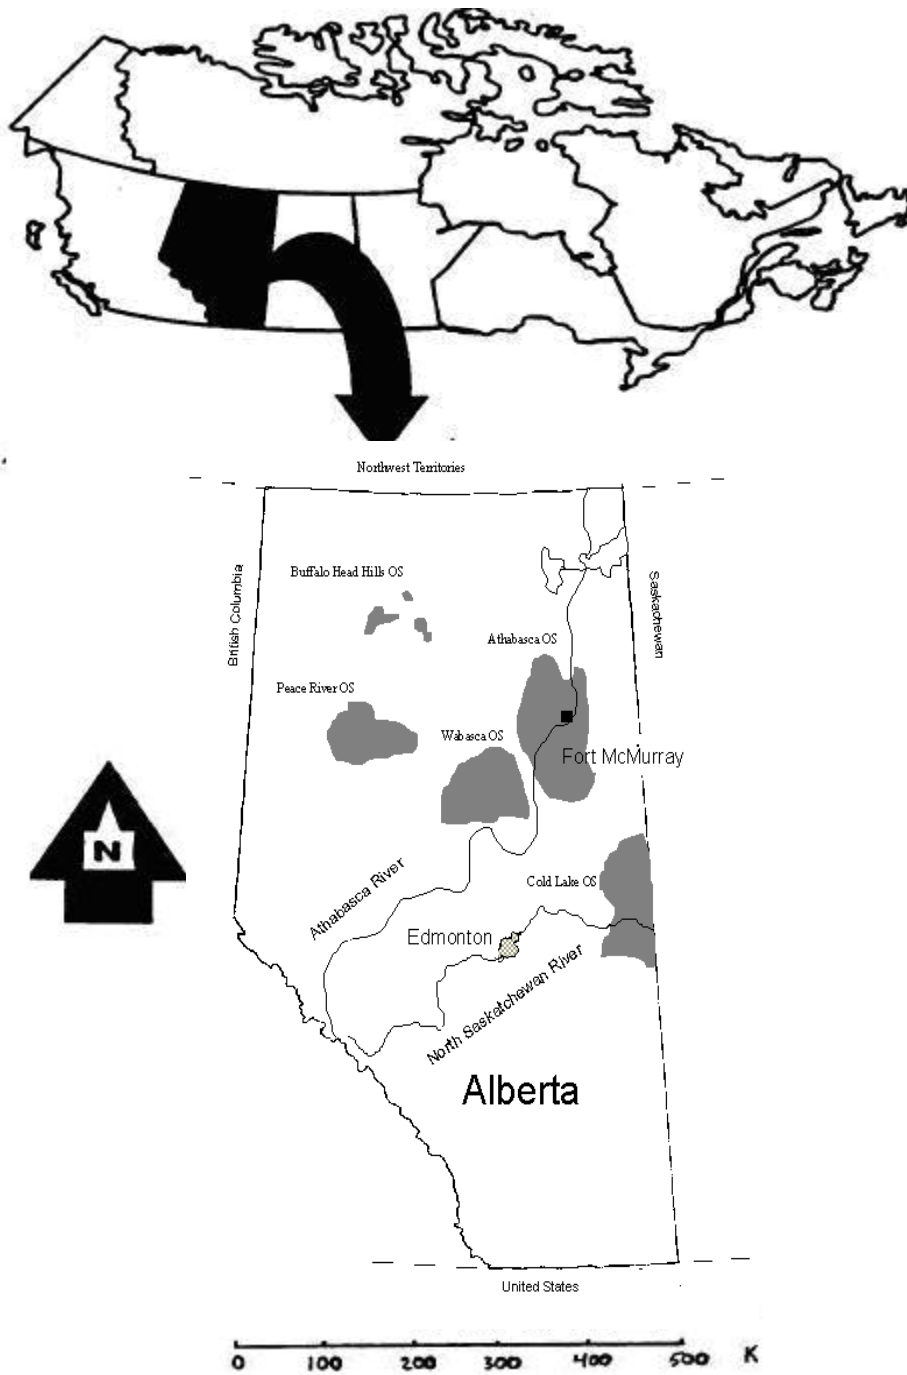 Northwest Territories
British Columbia
Buffalo Head Hills OS
Saskachewan
Athabasca OS
Peace River OS
Wabasca OS
Fort McMurray
N
Athabasca River
Cold Lake OS
Edmonton
North Saskatchewan River
Alberta
United States
0 100 200 300 400 500 K